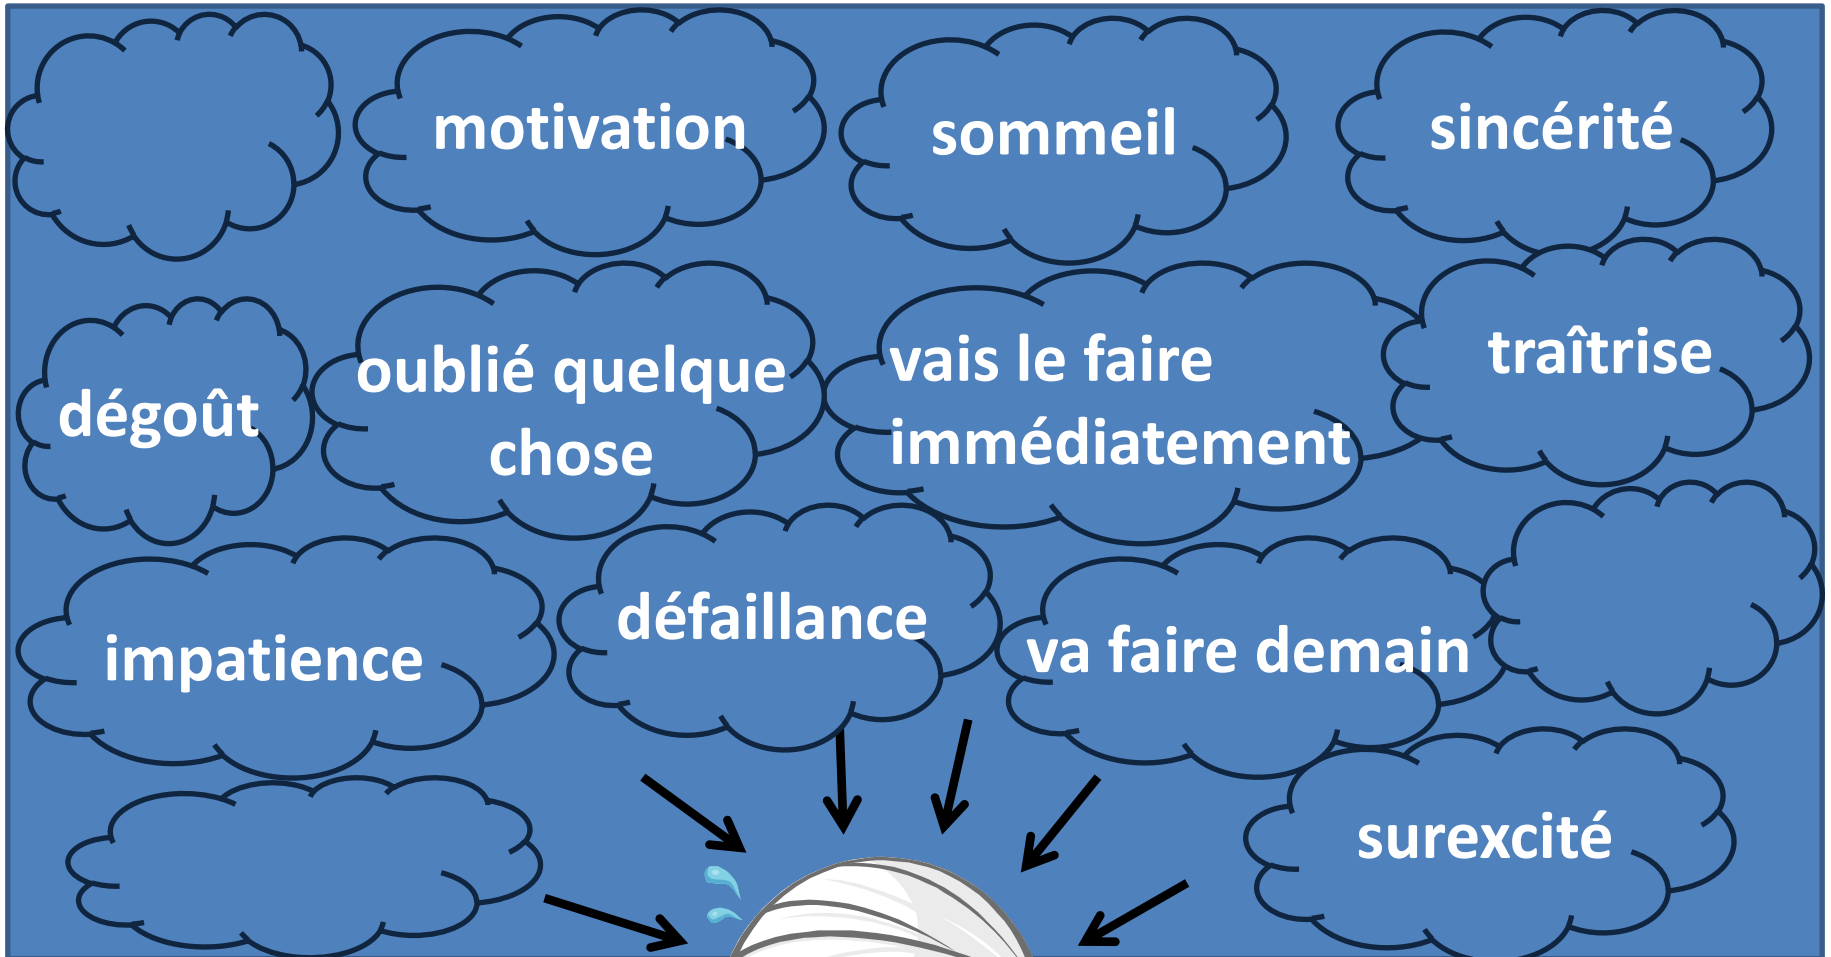 motivation
sommeil
sincérité
dégoût
oublié quelque
chose
vais le faire
immédiatement
traîtrise
impatience
défaillance
va faire demain
surexcité